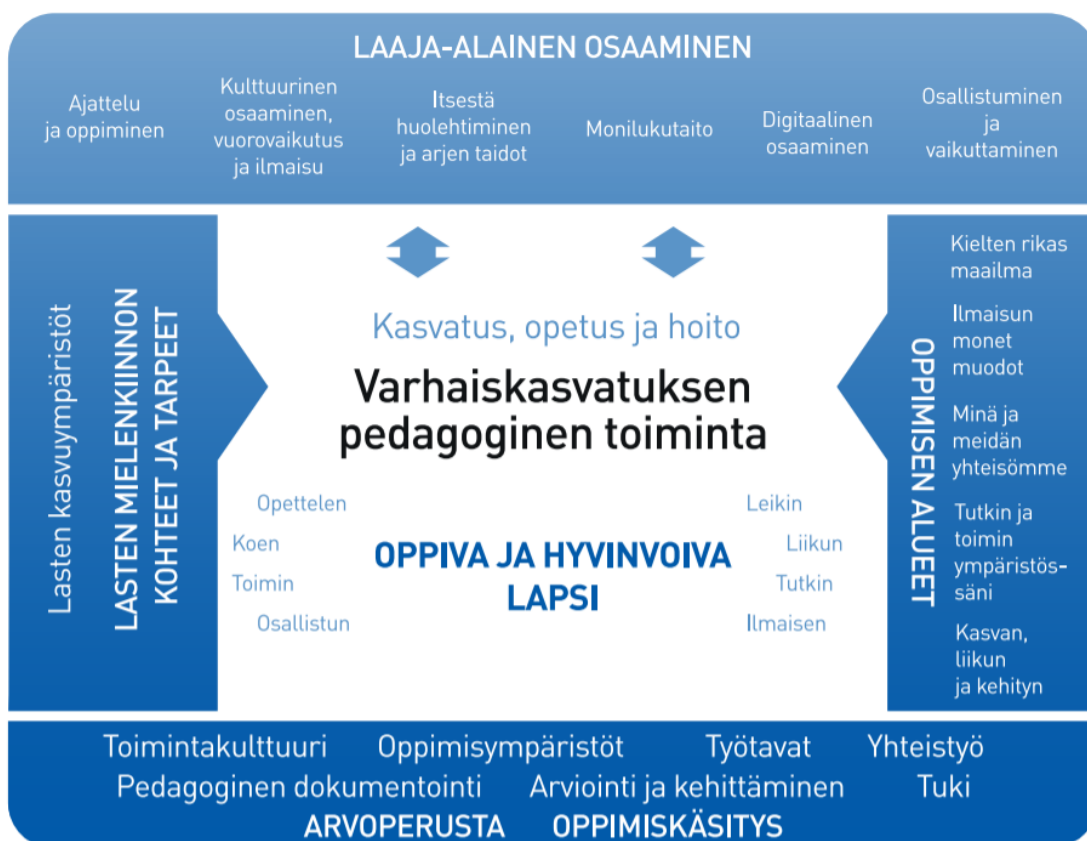 LAAJA-ALAINEN OSAAMINEN
Ajattelu
ja oppiminen
Kulttuurinen
osaaminen,
vuorovaikutus
ja ilmaisu
Itsestä
huolehtiminen
ja arjen taidot
Monilukutaito
Digitaalinen
osaaminen
Osallistuminen
ja
vaikuttaminen
Lasten kasvuympäristöt
LASTEN MIELENKIINNON
KOHTEET JA TARPEET
Kasvatus, opetus ja hoito
Varhaiskasvatuksen
pedagoginen toiminta
Opettelen
Koen
Toimin
Osallistun
OPPIVA JA HYVINVOIVA
LAPSI
Leikin
Liikun
Tutkin
Ilmaisen
OPPIMISEN ALUEET
Kielten rikas
maailma
Ilmaisun
monet
muodot
Minä ja
meidän
yhteisömme
Tutkin ja
toimin
ympäristös-
säni
Kasvan,
liikun
ja kehityn
Toimintakulttuuri Oppimisympäristöt Työtavat Yhteistyö
Pedagoginen dokumentointi Arviointi ja kehittäminen Tuki
ARVOPERUSTA OPPIMISKÄSITYS